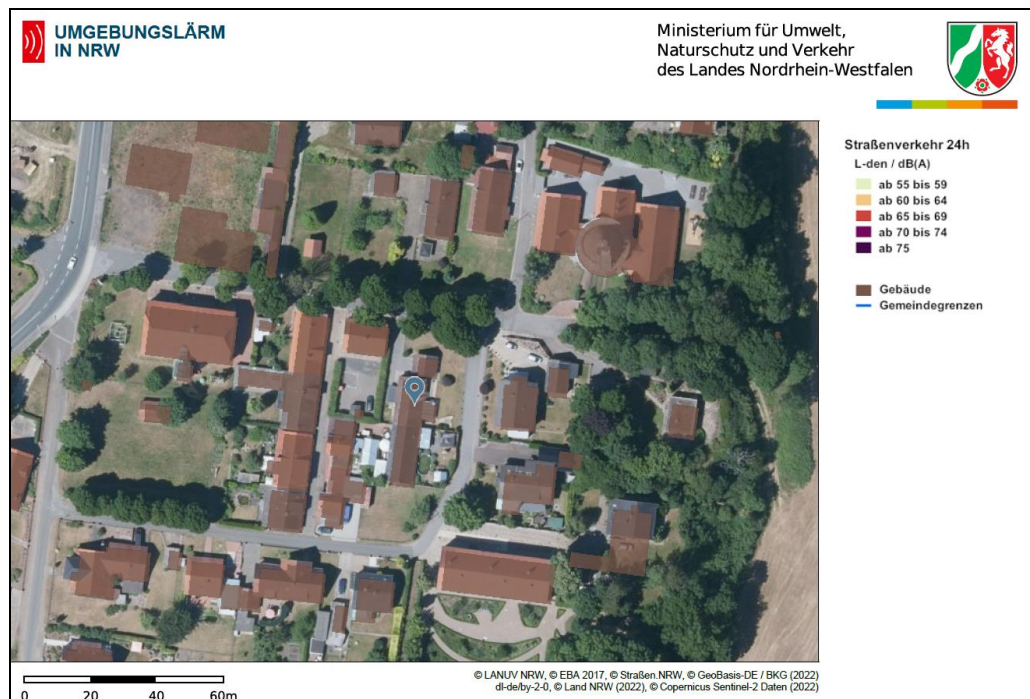 UMGEBUNGSLÄRM
IN NRW
Ministerium für Umwelt,
Naturschutz und Verkehr
des Landes Nordrhein-Westfalen
Straßenverkehr 24h
L-den / dB(A)
ab 55 bis 59
ab 60 bis 64
ab 65 bis 69
ab 70 bis 74
ab 75
Gebäude
Gemeindegrenzen
© LANUV NRW, © EBA 2017, © Straßen.NRW, © GeoBasis-DE / BKG (2022)
dl-de/by-2-0, © Land NRW (2022), © Copernicus Sentinel-2 Daten (2022)
0 20 40 60m